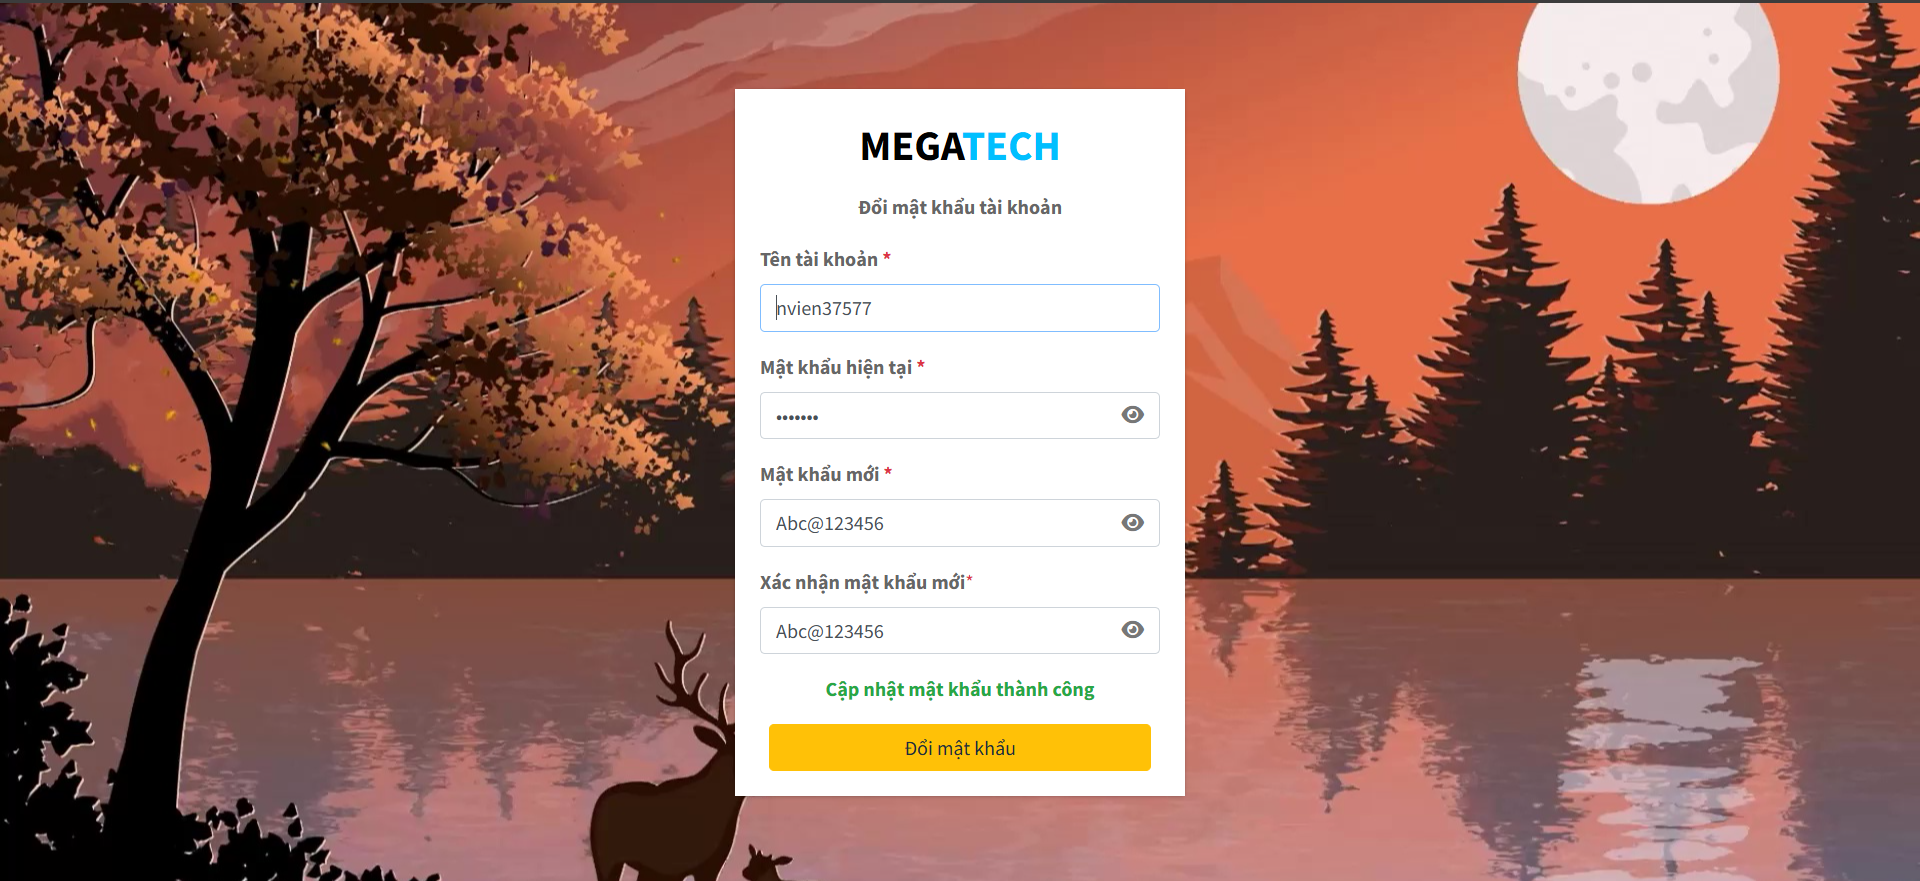 MEGATECH
Đổi mật khẩu tài khoản
Tên tài khoản *
nvien37577
Mật khẩu hiện tại *
•••••••
Mật khẩu mới *
Abc@123456
Xác nhận mật khẩu mới*
Abc@123456
Cập nhật mật khẩu thành công
Đổi mật khẩu